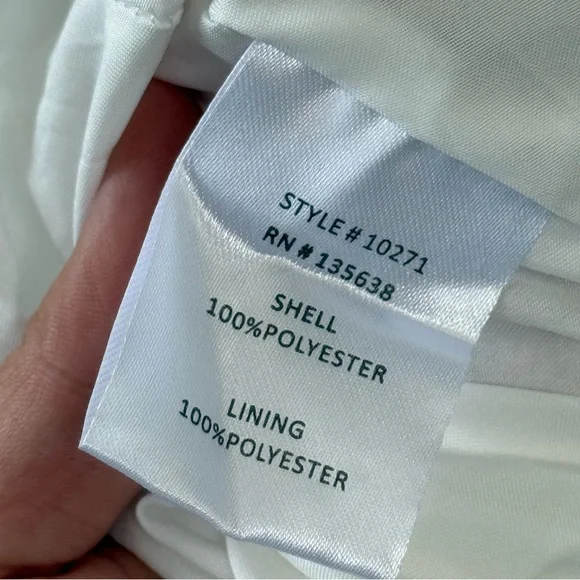 STYLE # 10271
RN # 135638
SHELL
100%POLYESTER
LINING
100%POLYESTER